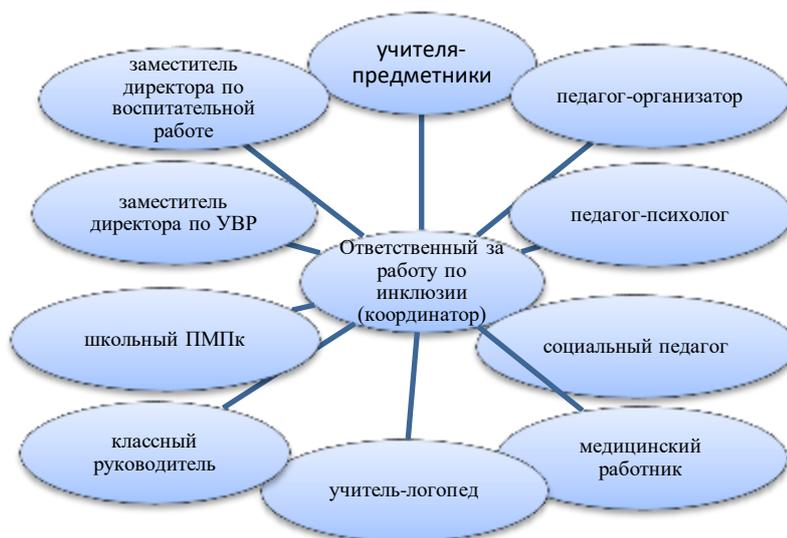 учителя-
предметники
заместитель
директора по
воспитательной
работе
педагог-организатор
заместитель
директора по УВР
педагог-психолог
Ответственный за
работу по
инклюзии
(координатор)
школьный ПМПк
социальный педагог
классный
руководитель
медицинский
работник
учитель-логопед